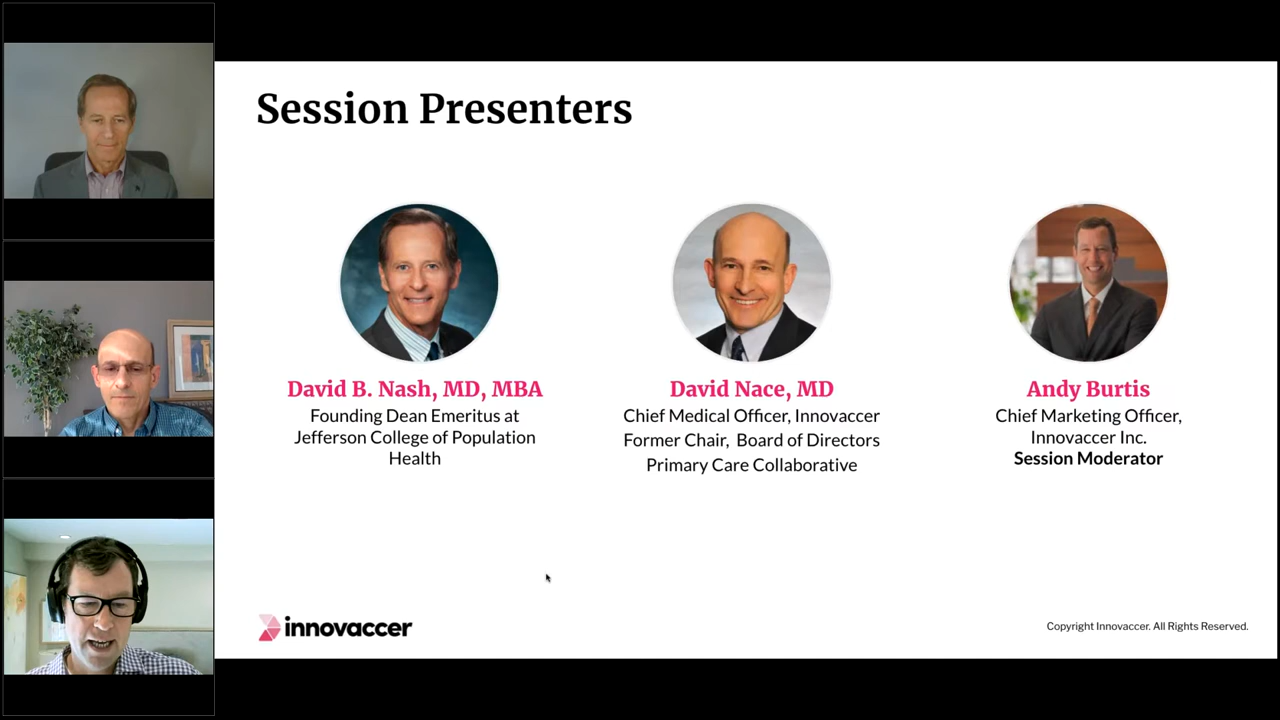 Session Presenters
David B. Nash, MD, MBA
Founding Dean Emeritus at
Jefferson College of Population
Health
David Nace, MD
Chief Medical Officer, Innovaccer
Former Chair, Board of Directors
Primary Care Collaborative
Andy Burtis
Chief Marketing Officer,
Innovaccer Inc.
Session Moderator
innovaccer
Copyright Innovaccer. All Rights Reserved.